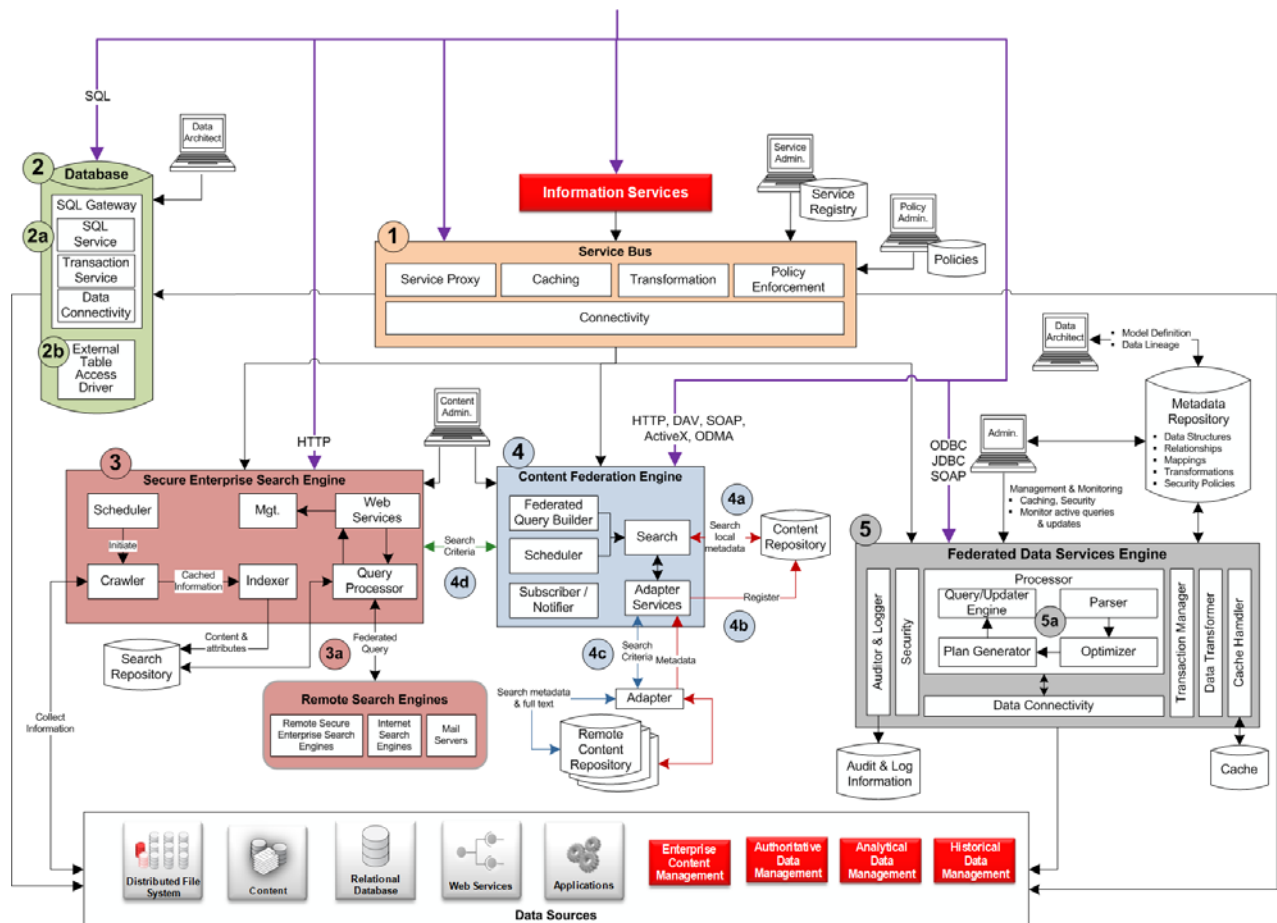 SQL
Data
Architect
2
Database
SQL Gateway
2a
SQL
Service
Transaction
Service
Data
Connectivity
2b
External
Table
Access
Driver
Information Services
Service
Admin.
Service
Registry
Policy
Admin.
Policies
1
Service Bus
Service Proxy
Caching
Transformation
Policy
Enforcement
Connectivity
Data
Architect
Model Definition
Data Lineage
Metadata
Repository
Data Structures
Relationships
Mappings
Transformations
Security Policies
HTTP
Content
Admin.
HTTP, DAV, SOAP,
ActiveX, ODMA
ODBC
JDBC
SOAP
Admin.
Management & Monitoring
Caching, Security
Monitor active queries
& updates
3
Secure Enterprise Search Engine
Scheduler
Mgt.
Web
Services
Initiate
Crawler
Cached
Information
Indexer
Query
Processor
Content &
attributes
Search
Repository
3a
Federated
Query
Remote Search Engines
Remote Secure
Enterprise Search
Engines
Internet
Search
Engines
Mail
Servers
Collect
Information
Search
Criteria
4d
4
Content Federation Engine
Federated
Query Builder
Scheduler
Search
Subscriber /
Notifier
Adapter
Services
4a
Search
local
metadata
Content
Repository
Register
4b
4c
Search
Criteria
Metadata
Search metadata
& full text
Adapter
Remote
Content
Repository
5
Federated Data Services Engine
Auditor & Logger
Security
Processor
Query/Updater
Engine
Parser
5a
Plan Generator
Optimizer
Data Connectivity
Transaction Manager
Data Transformer
Cache Hamdler
Audit & Log
Information
Cache
Distributed File
System
Content
Relational
Database
Web Services
Applications
Enterprise
Content
Management
Authoritative
Data
Management
Analytical
Data
Management
Historical
Data
Management
Data Sources